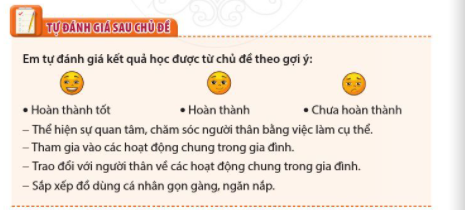 TỰ ĐÁNH GIÁ SAU CHỦ ĐỀ
Em tự đánh giá kết quả học được từ chủ đề theo gợi ý:
• Hoàn thành tốt • Hoàn thành • Chưa hoàn thành
– Thể hiện sự quan tâm, chăm sóc người thân bằng việc làm cụ thể.
– Tham gia vào các hoạt động chung trong gia đình.
– Trao đổi với người thân về các hoạt động chung trong gia đình.
– Sắp xếp đồ dùng cá nhân gọn gàng, ngăn nắp.